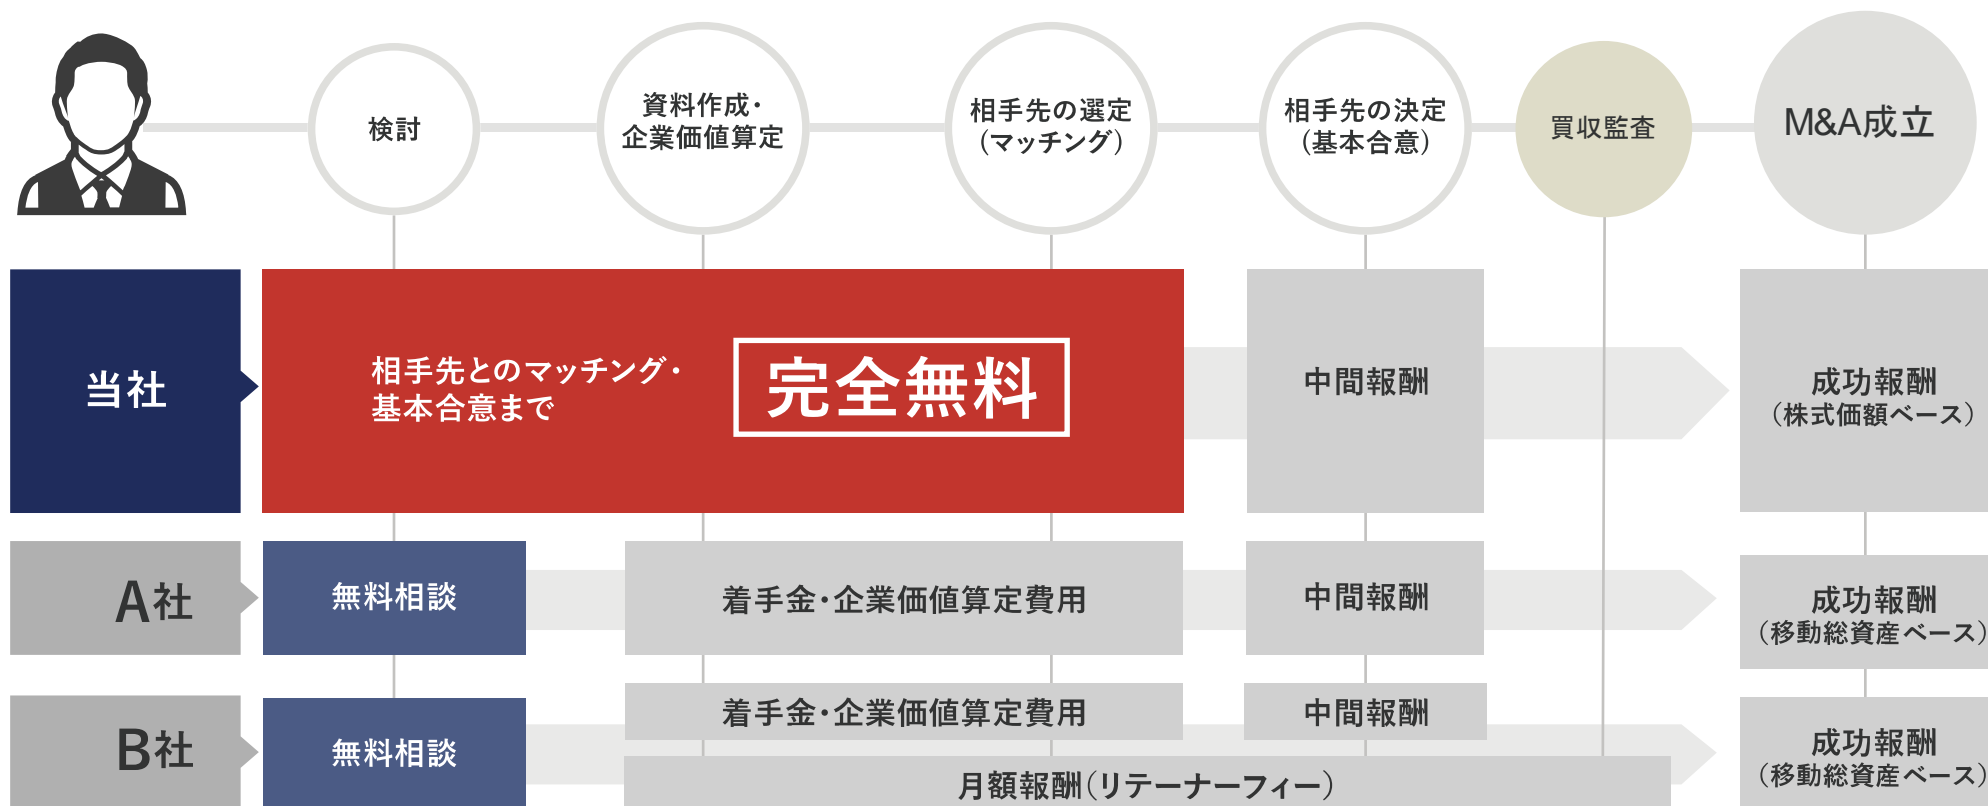 検討
資料作成・
企業価値算定
相手先の選定
（マッチング）
相手先の決定
（基本合意）
買収監査
M&A成立
当社
相手先とのマッチング・
基本合意まで
完全無料
中間報酬
成功報酬
（株式価額ベース）
A社
無料相談
着手金・企業価値算定費用
中間報酬
成功報酬
（移動総資産ベース）
B社
無料相談
着手金・企業価値算定費用
中間報酬
月額報酬（リテーナーフィー）
成功報酬
（移動総資産ベース）